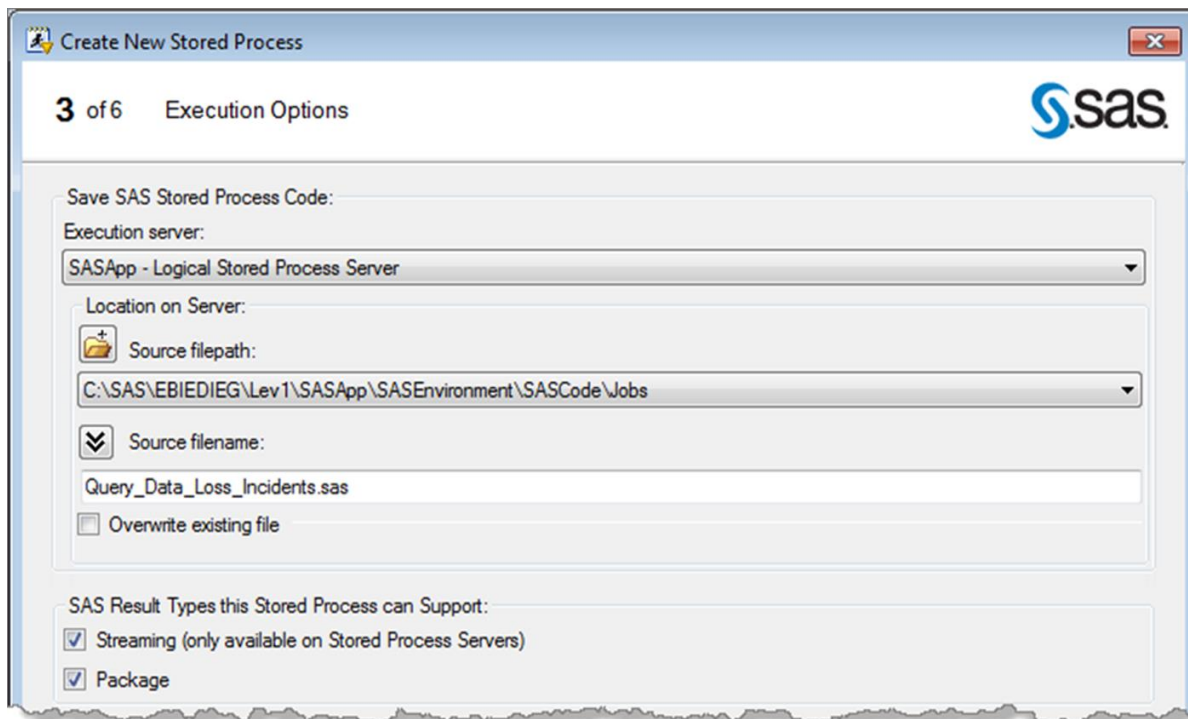 Create New Stored Process
3 of 6 Execution Options
sas
Save SAS Stored Process Code:
Execution server:
SASApp - Logical Stored Process Server
Location on Server:
Source filepath:
C:\SAS\EBIEDIEG\Lev1\SASApp\SASEnvironment\SASCode\Jobs
Source filename:
Query_Data_Loss_Incidents.sas
Overwrite existing file
SAS Result Types this Stored Process can Support:
Streaming (only available on Stored Process Servers)
Package